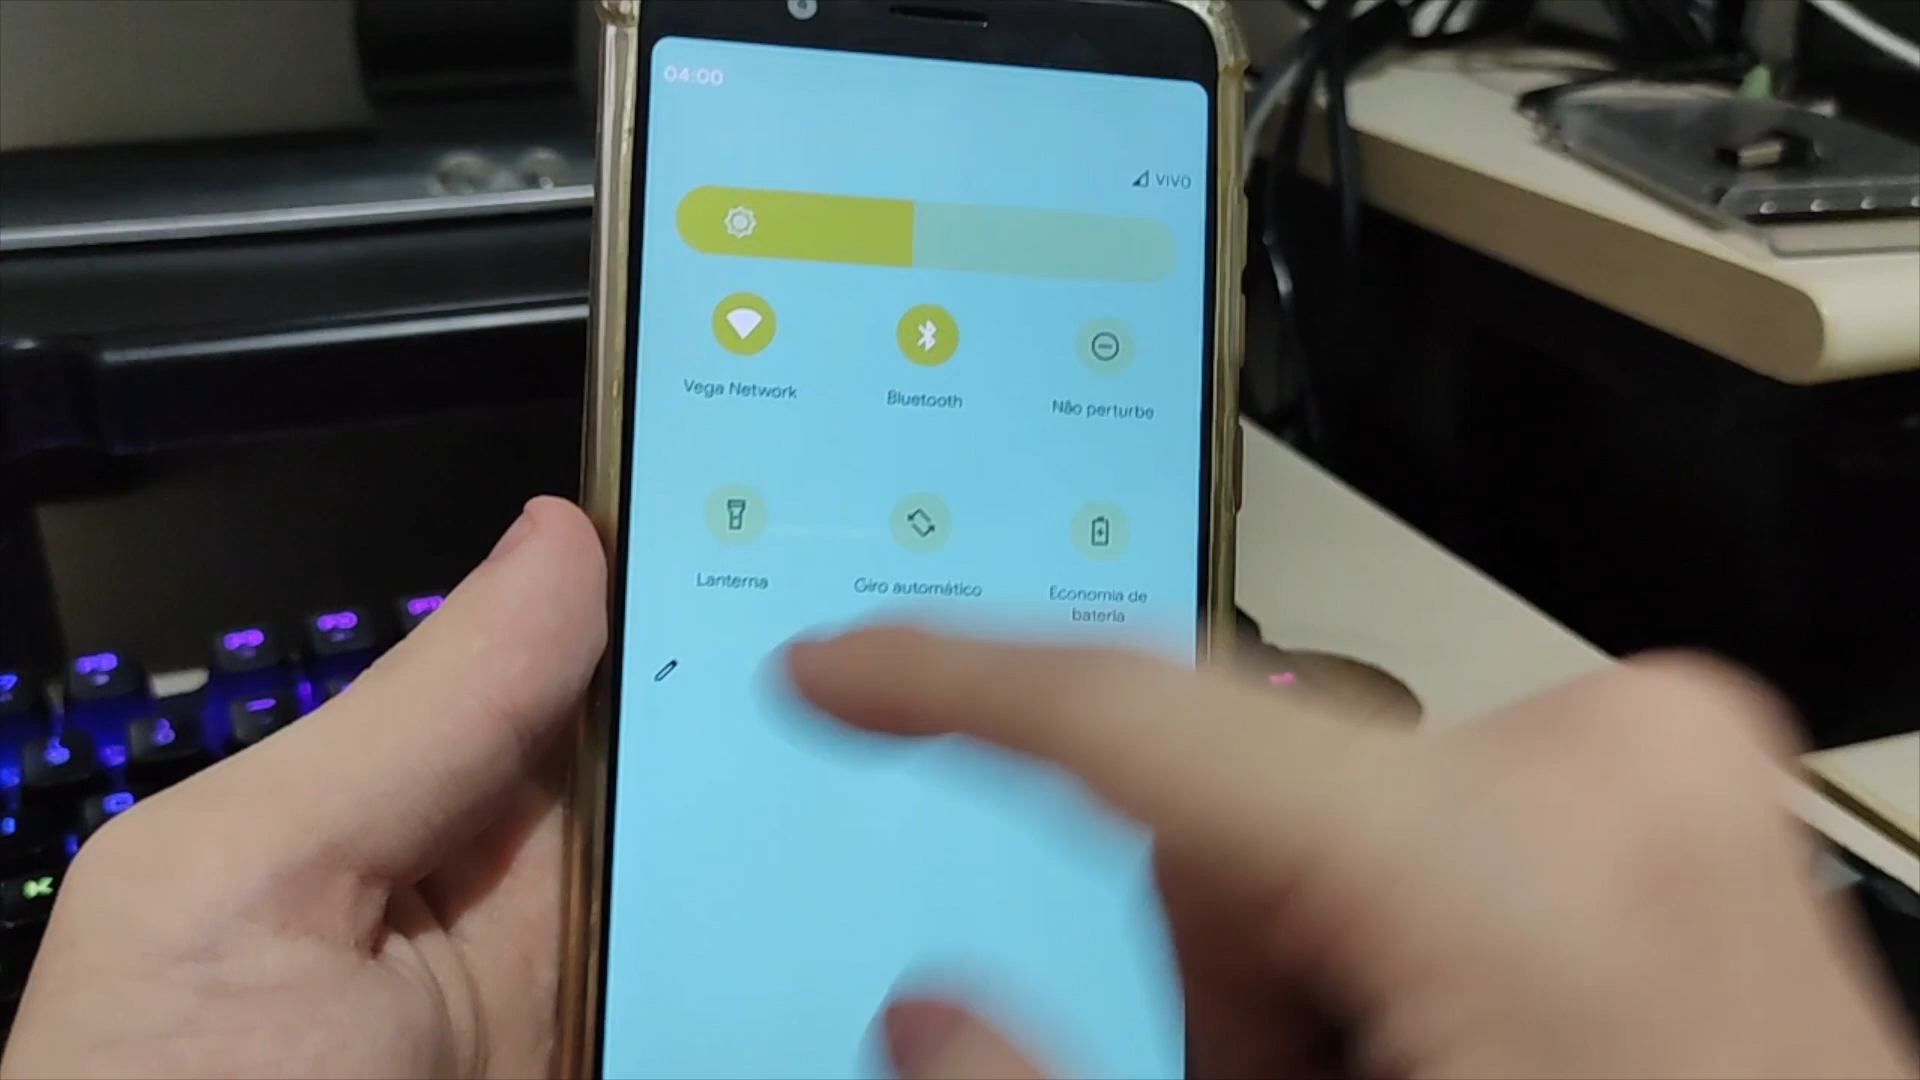 04:00
VIVO
Vega Network
Bluetooth
Não perturbe
Lanterna
Giro automático
Economia de
bateria